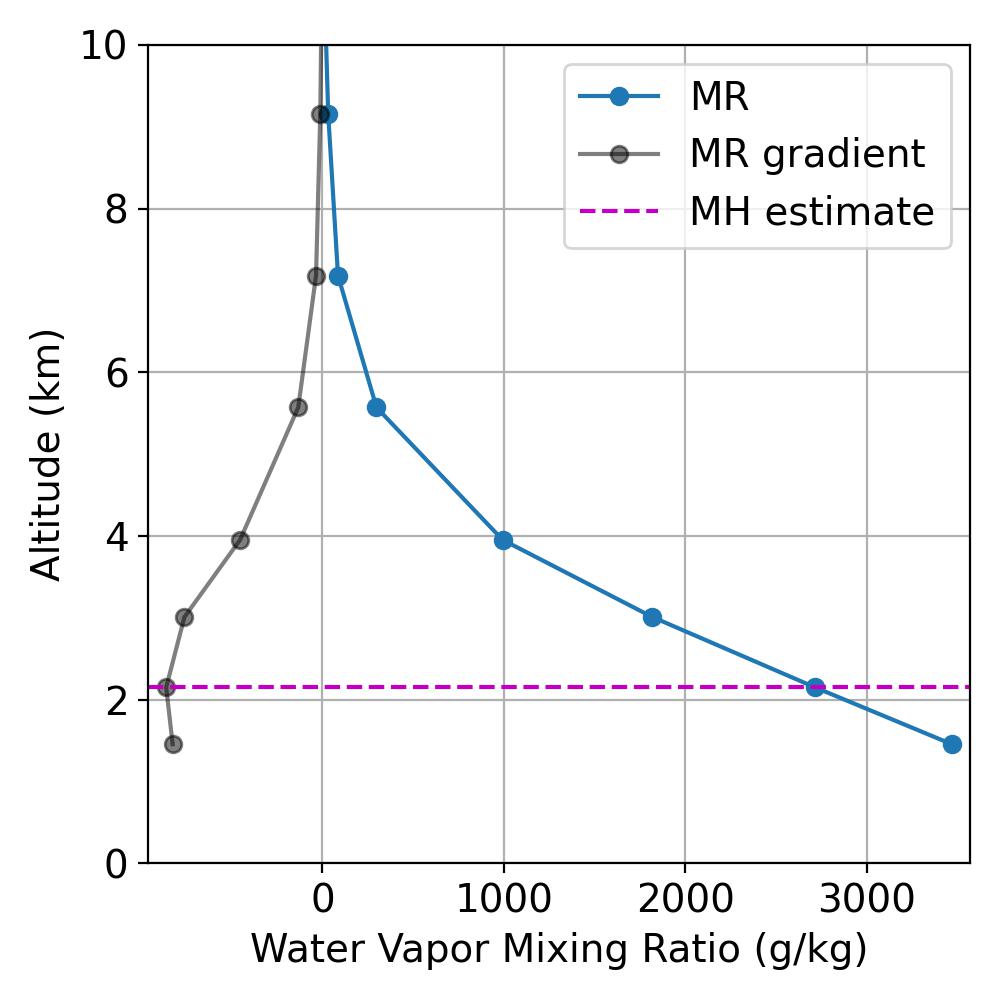 10
8
6
4
2
0
Altitude (km)
MR
MR gradient
MH estimate
0 1000 2000 3000
Water Vapor Mixing Ratio (g/kg)